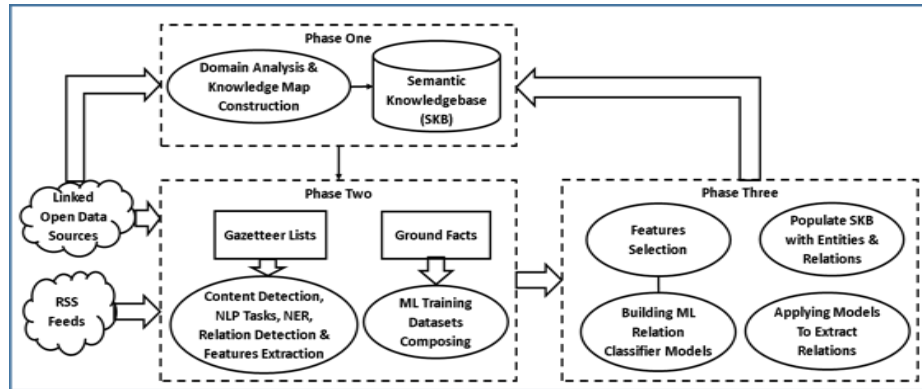 Phase One
Domain Analysis &
Knowledge Map
Construction
Semantic
Knowledgebase
(SKB)
Linked
Open Data
Sources
RSS
Feeds
Phase Two
Gazetteer Lists
Ground Facts
Content Detection,
NLP Tasks, NER,
Relation Detection &
Features Extraction
ML Training
Datasets
Composing
Phase Three
Features
Selection
Populate SKB
with Entities &
Relations
Building ML
Relation
Classifier Models
Applying Models
To Extract
Relations